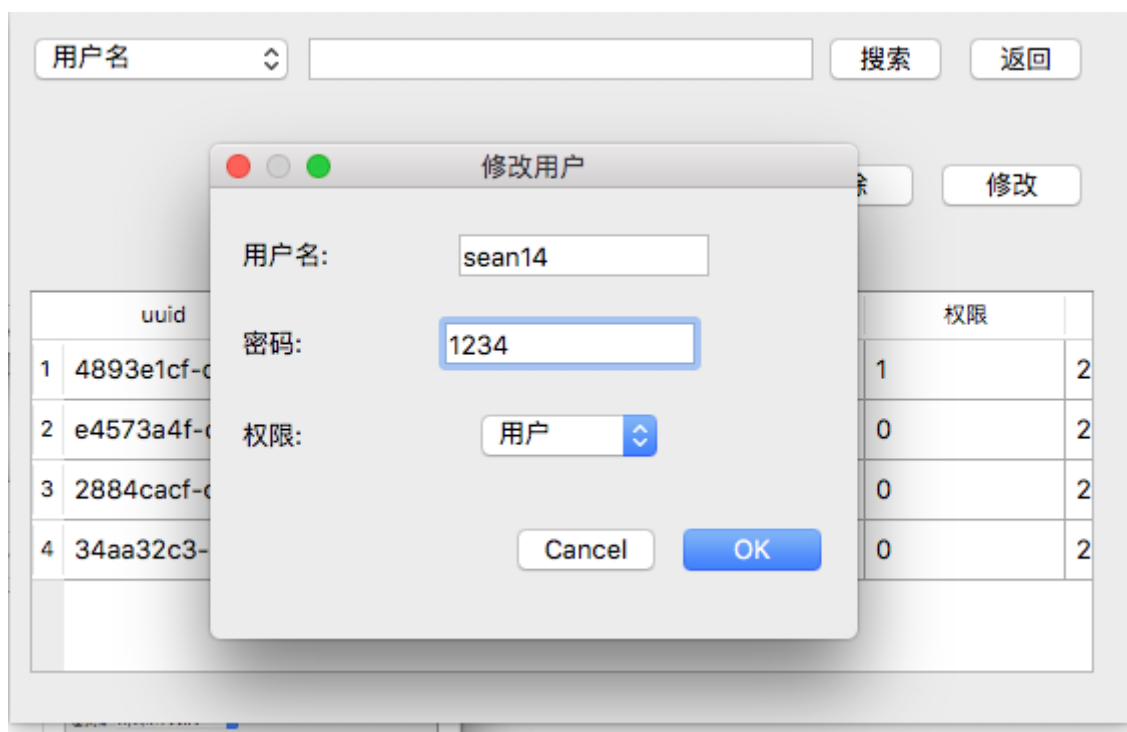 用户名 搜索 返回
修改用户
修改
用户名: sean14
uuid 权限
密码: 1234
1 4893e1cf- 1 2
2 e4573a4f- 0 2
权限: 用户
3 2884cacf- 0 2
4 34aa32c3- 0 2
Cancel OK